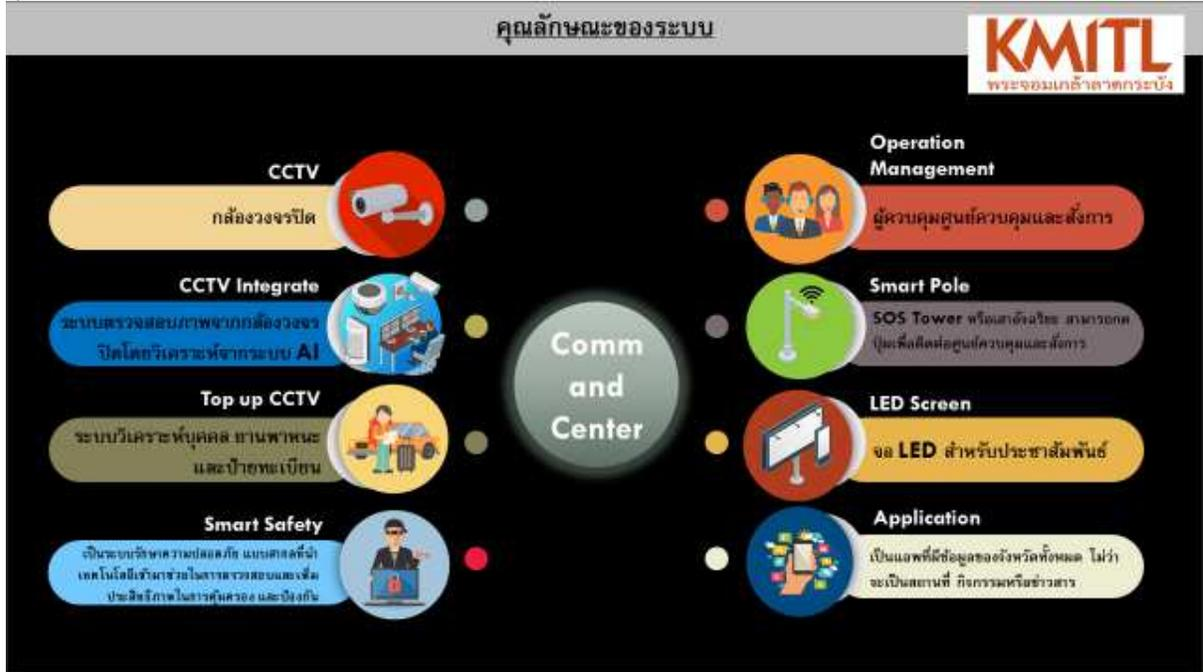 คุณลักษณะของระบบ
KMITL
พระจอมเกล้าลาดกระบัง
CCTV
กล้องวงจรปิด
CCTV Integrate
ระบบตรวจสอบภาพจากกล้องวงจร
ปิดโดยวิเคราะห์จากระบบ AI
Top up CCTV
ระบบวิเคราะห์บุคคล ยานพาหนะ
และป้ายทะเบียน
Smart Safety
เป็นระบบรักษาความปลอดภัย แบบสากลที่นำ
เทคโนโลยีเข้ามาช่วยในการตรวจสอบและเพิ่ม
ประสิทธิภาพในการคุ้มครอง และป้องกัน
Comm
and
Center
Operation
Management
ผู้ควบคุมศูนย์ควบคุมและสั่งการ
Smart Pole
SOS Tower หรือเสาอัจฉริยะ สามารถกด
ปุ่มเพื่อติดต่อศูนย์ควบคุมและสั่งการ
LED Screen
จอ LED สำหรับประชาสัมพันธ์
Application
เป็นแอพที่มีข้อมูลของจังหวัดทั้งหมด ไม่ว่า
จะเป็นสถานที่ กิจกรรมหรือข่าวสาร